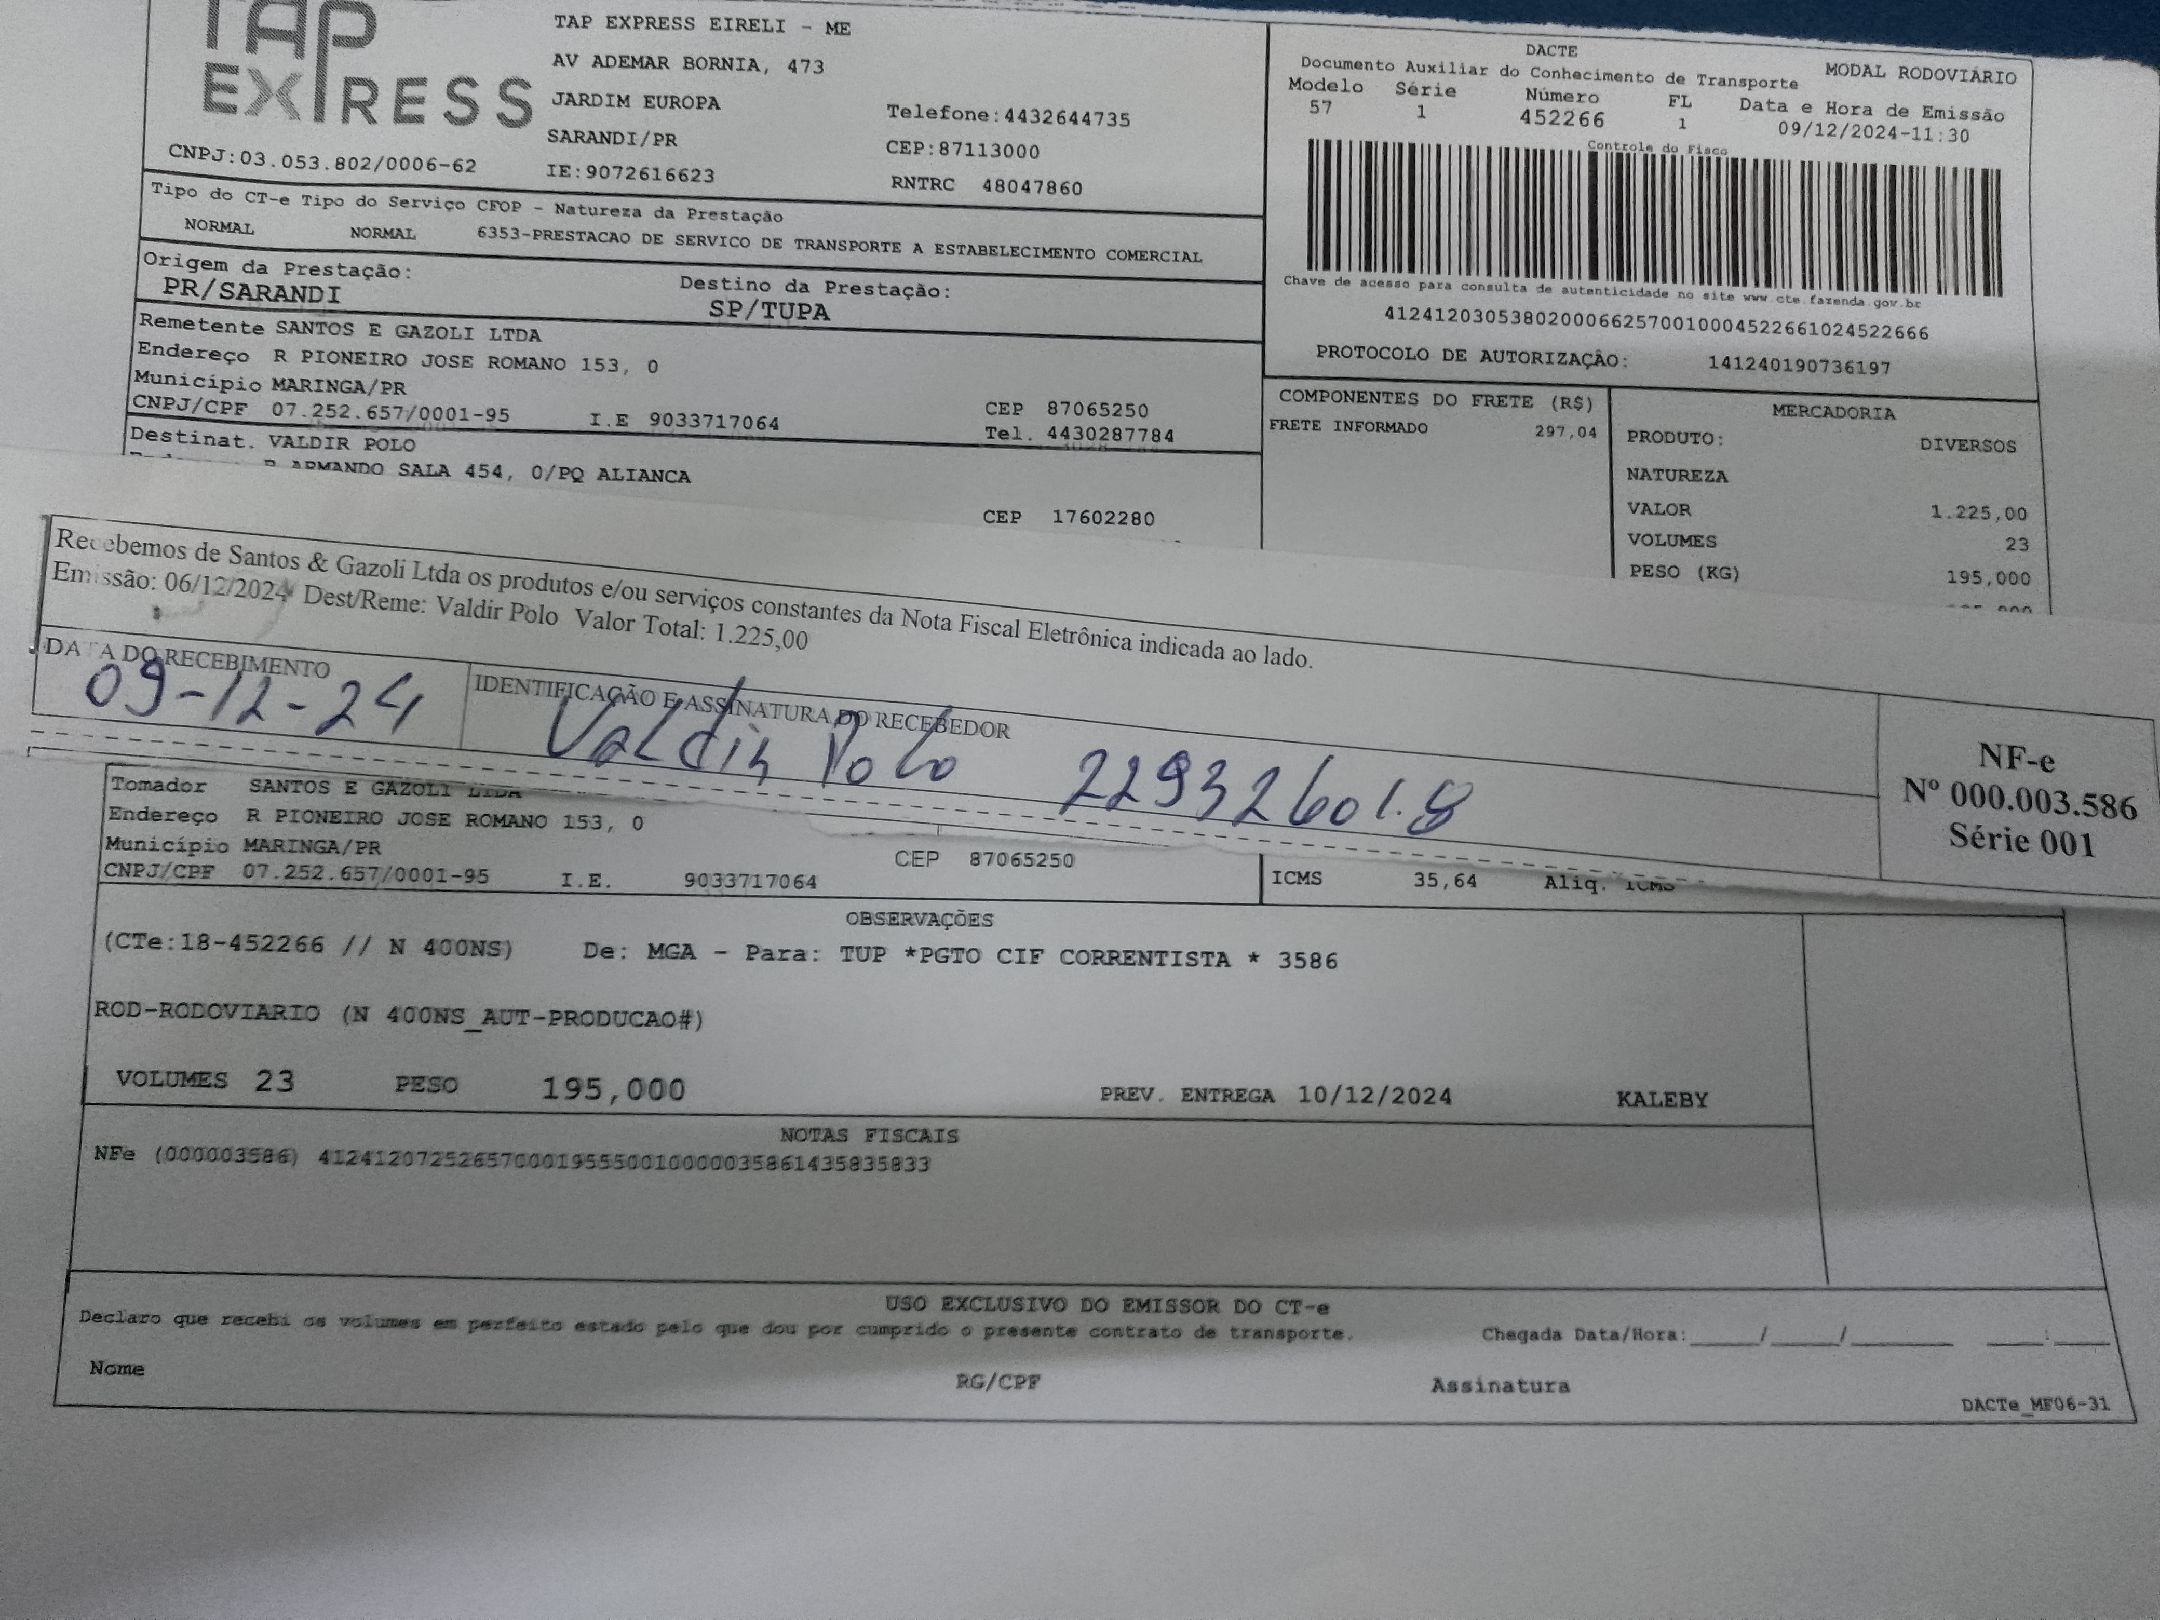 TAP
EXPRESS
CNPJ:03.053.802/0006-62
TAP EXPRESS EIRELI - ME
AV ADEMAR BORNIA, 473
JARDIM EUROPA
SARANDI/PR
IE:9072616623
Telefone:4432644735
CEP:87113000
RNTRC 48047860
DACTE
Documento Auxiliar do Conhecimento de Transporte
MODAL RODOVIÁRIO
Modelo Série Número FL Data e Hora de Emissão
57 1 452266 1 09/12/2024-11:30
Controle do Fisco
Chave de acesso para consulta de autenticidade no site www.cte.fazenda.gov.br
41241203053802000662570010004522661024522666
PROTOCOLO DE AUTORIZAÇÃO: 141240190736197
Tipo do CT-e Tipo do Serviço CFOP - Natureza da Prestação
NORMAL NORMAL 6353-PRESTACAO DE SERVICO DE TRANSPORTE A ESTABELECIMENTO COMERCIAL
Origem da Prestação: Destino da Prestação:
PR/SARANDI SP/TUPA
Remetente SANTOS E GAZOLI LTDA
Endereço R PIONEIRO JOSE ROMANO 153, 0
Município MARINGA/PR
CEP 87065250
CNPJ/CPF 07.252.657/0001-95 I.E 9033717064 Tel. 4430287784
Destinat. VALDIR POLO
R ARMANDO SALA 454, 0/PQ ALIANCA
CEP 17602280
COMPONENTES DO FRETE (R$)
FRETE INFORMADO 297,04
MERCADORIA
PRODUTO: DIVERSOS
NATUREZA
VALOR 1.225,00
VOLUMES 23
PESO (KG) 195,000
Recebemos de Santos & Gazoli Ltda os produtos e/ou serviços constantes da Nota Fiscal Eletrônica indicada ao lado.
Emissão: 06/12/2024 Dest/Reme: Valdir Polo Valor Total: 1.225,00
DATA DO RECEBIMENTO
09-12-24
IDENTIFICAÇÃO E ASSINATURA DO RECEBEDOR
Valdir Polo 22932601.8
NF-e
Nº 000.003.586
Série 001
Tomador SANTOS E GAZOLI LTDA
Endereço R PIONEIRO JOSE ROMANO 153, 0
Município MARINGA/PR CEP 87065250
CNPJ/CPF 07.252.657/0001-95 I.E. 9033717064
ICMS 35,64 Aliq. ICMS
OBSERVAÇÕES
(CTe:18-452266 // N 400NS) De: MGA - Para: TUP *PGTO CIF CORRENTISTA * 3586
ROD-RODOVIARIO (N 400NS_AUT-PRODUCAO#)
VOLUMES 23 PESO 195,000 PREV. ENTREGA 10/12/2024 KALEBY
NOTAS FISCAIS
NFe (000003586) 41241207252657000195550010000035861435835833
USO EXCLUSIVO DO EMISSOR DO CT-e
Declaro que recebi os volumes em perfeito estado pelo que dou por cumprido o presente contrato de transporte. Chegada Data/Hora:_____/_____/_______ ____:____
Nome RG/CPF Assinatura
DACTe_MF06-31